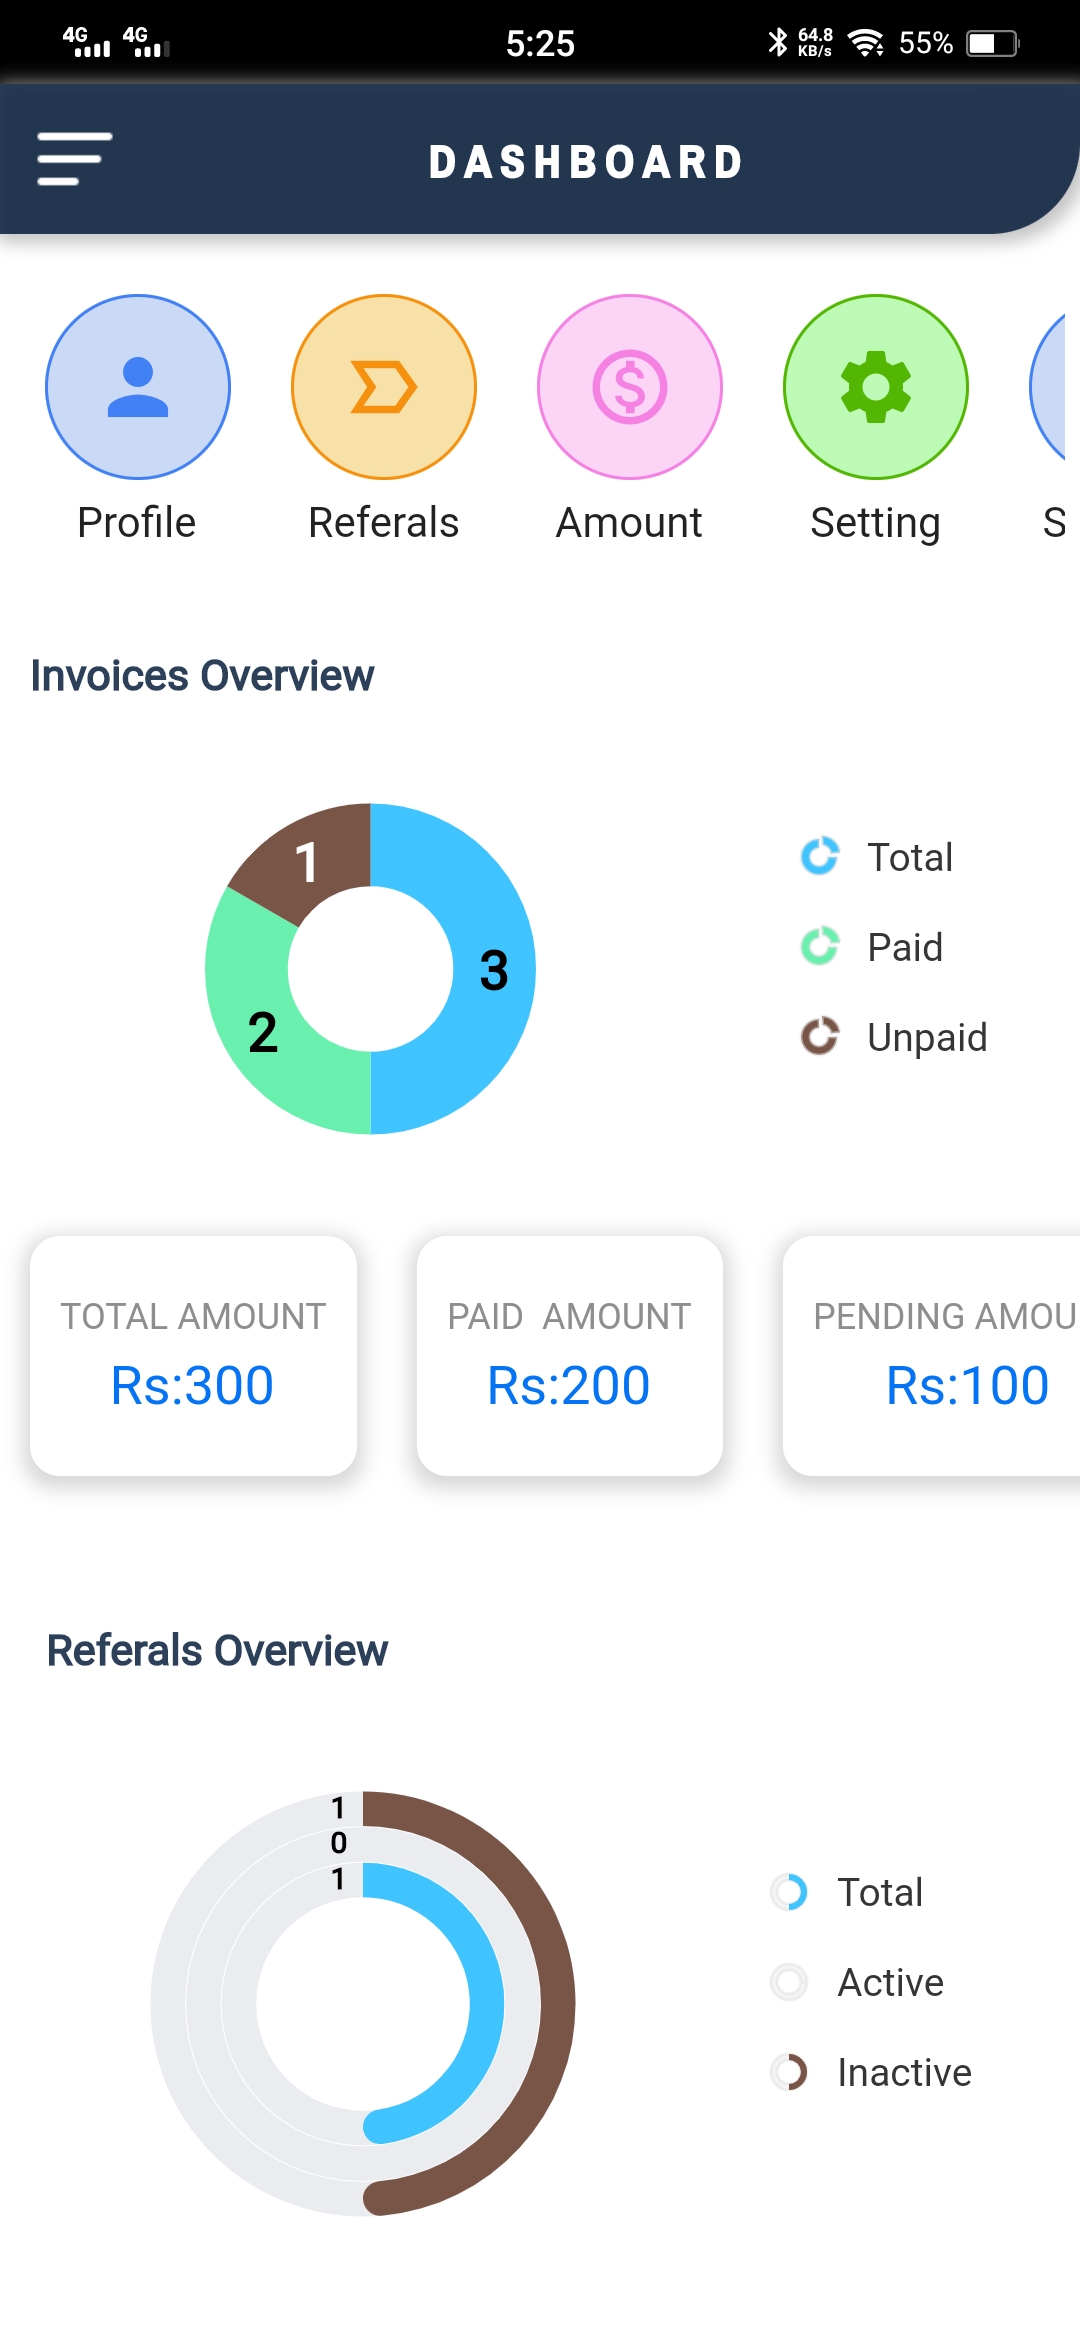 4G 4G 5:25 64.8 KB/s 55%
DASHBOARD
Profile Referals Amount Setting S
Invoices Overview
1
3
2
Total
Paid
Unpaid
TOTAL AMOUNT PAID  AMOUNT PENDING AMOU
Rs:300 Rs:200 Rs:100
Referals Overview
1
0
1
Total
Active
Inactive